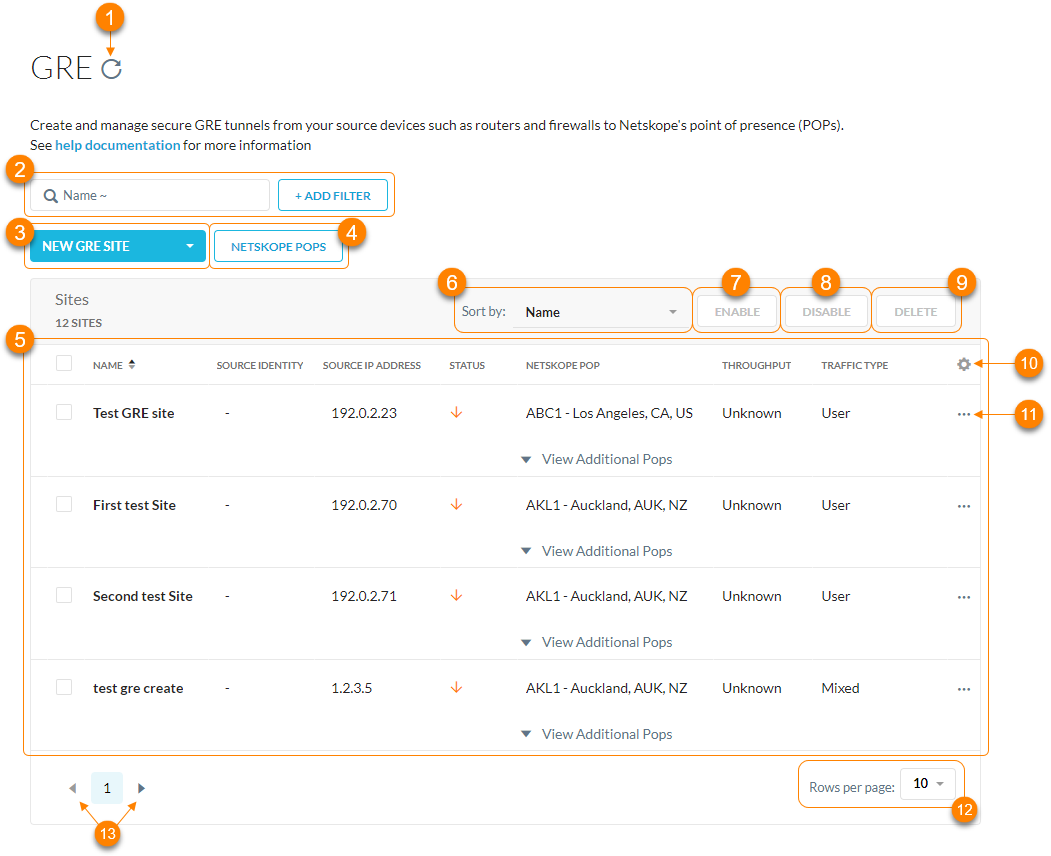 1
GRE
Create and manage secure GRE tunnels from your source devices such as routers and firewalls to Netskope's point of presence (POPs).
See help documentation for more information
2
Name ~
+ ADD FILTER
3
NEW GRE SITE
NETSKOPE POPS
4
Sites
12 SITES
6
Sort by: Name
7
ENABLE
8
DISABLE
9
DELETE
5
NAME SOURCE IDENTITY SOURCE IP ADDRESS STATUS NETSKOPE POP THROUGHPUT TRAFFIC TYPE
10
Test GRE site - 192.0.2.23 ABC1 - Los Angeles, CA, US Unknown User ...
11
View Additional Pops
First test Site - 192.0.2.70 AKL1 - Auckland, AUK, NZ Unknown User ...
View Additional Pops
Second test Site - 192.0.2.71 AKL1 - Auckland, AUK, NZ Unknown User ...
View Additional Pops
test gre create - 1.2.3.5 AKL1 - Auckland, AUK, NZ Unknown Mixed ...
View Additional Pops
1
Rows per page: 10
12
13